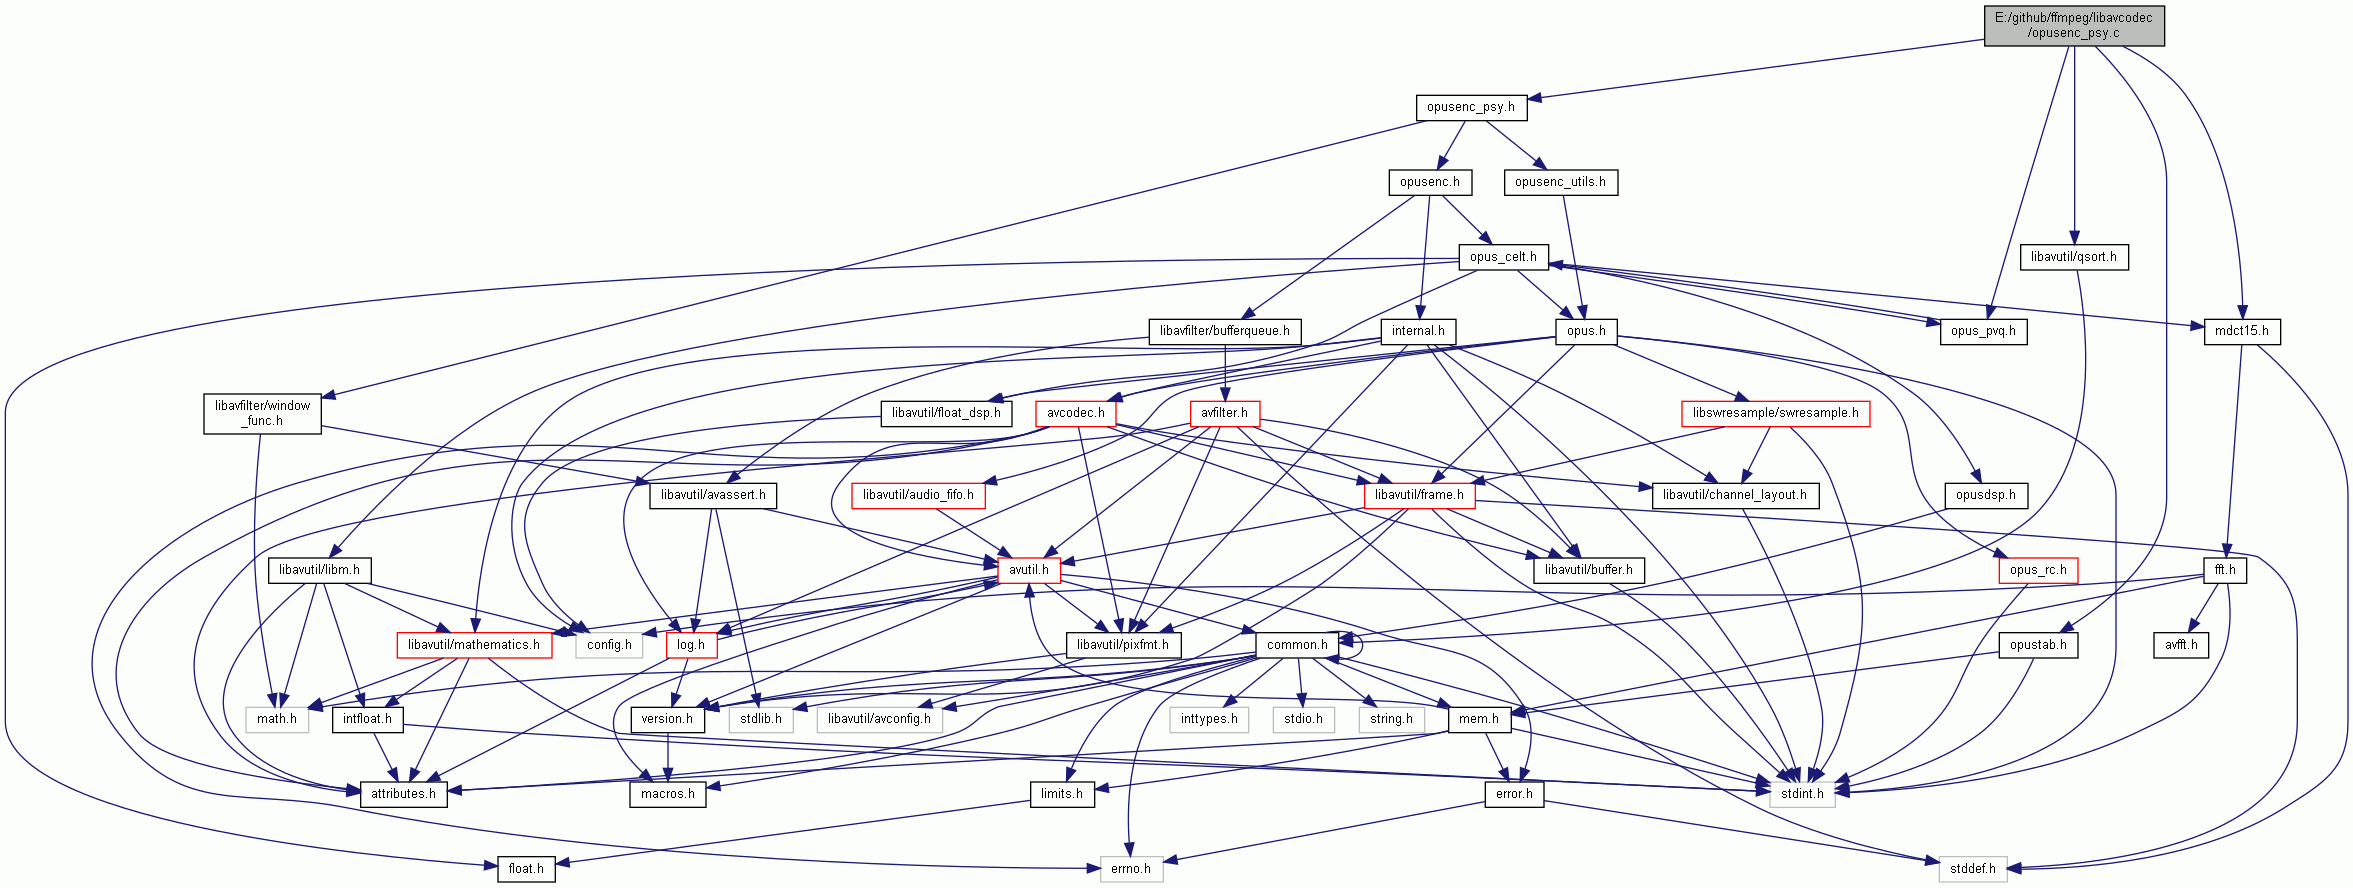 E:/github/ffmpeg/libavcodec
/opusenc_psy.c
opusenc_psy.h
opusenc.h
opusenc_utils.h
opus_celt.h
libavutil/qsort.h
libavfilter/bufferqueue.h
internal.h
opus.h
opus_pvq.h
mdct15.h
libavfilter/window
_func.h
libavutil/float_dsp.h
avcodec.h
avfilter.h
libswresample/swresample.h
libavutil/avassert.h
libavutil/audio_fifo.h
libavutil/frame.h
libavutil/channel_layout.h
opusdsp.h
libavutil/libm.h
avutil.h
libavutil/buffer.h
opus_rc.h
fft.h
libavutil/mathematics.h
config.h
log.h
libavutil/pixfmt.h
common.h
opustab.h
avfft.h
math.h
intfloat.h
version.h
stdlib.h
libavutil/avconfig.h
inttypes.h
stdio.h
string.h
mem.h
attributes.h
macros.h
limits.h
error.h
stdint.h
float.h
errno.h
stddef.h